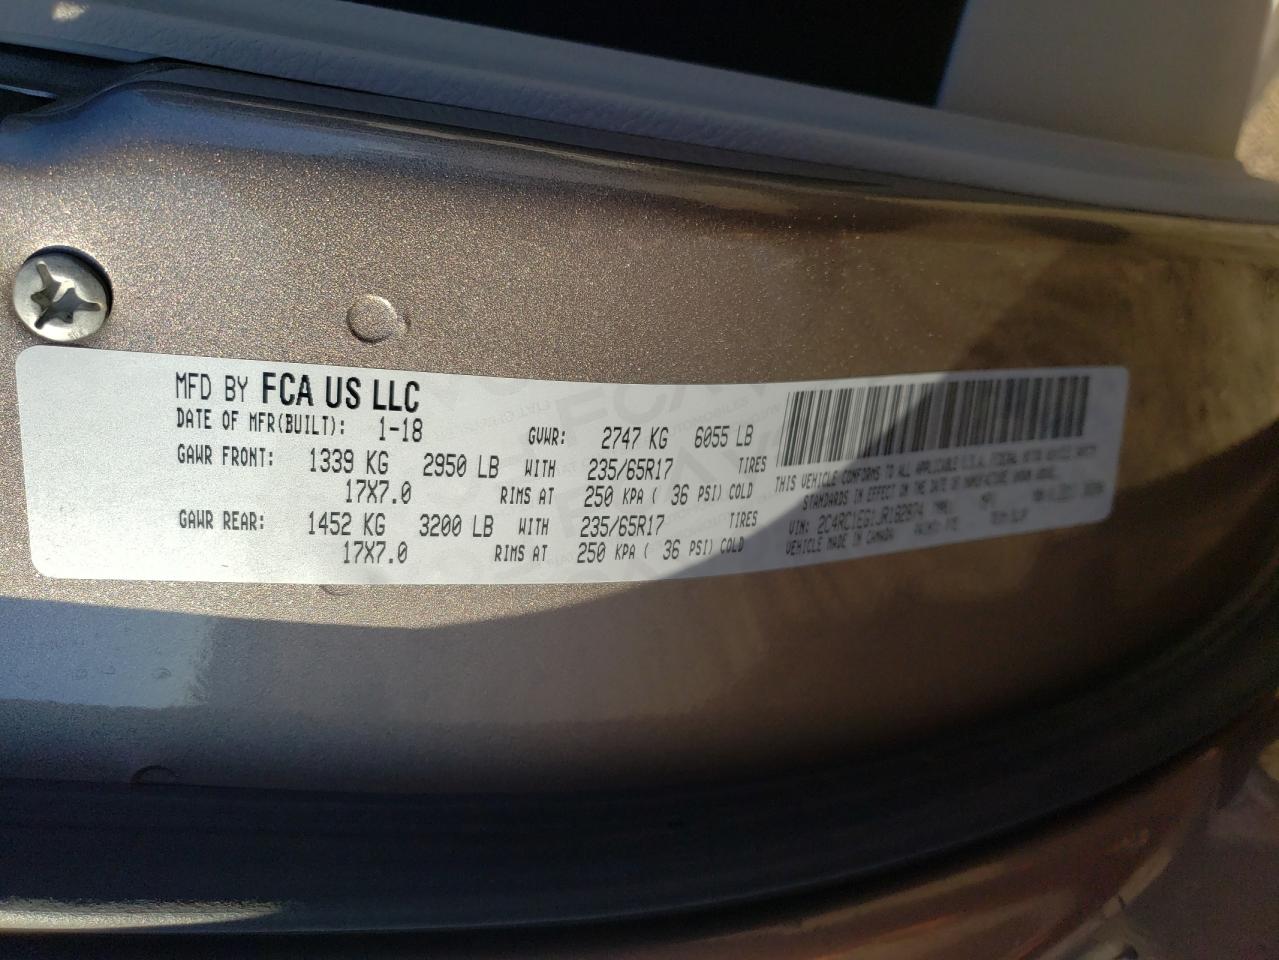 MFD BY FCA US LLC
DATE OF MFR(BUILT): 1-18 GVWR: 2747 KG 6055 LB
GAWR FRONT: 1339 KG 2950 LB WITH 235/65R17 TIRES
17X7.0 RIMS AT 250 KPA ( 36 PSI) COLD
GAWR REAR: 1452 KG 3200 LB WITH 235/65R17 TIRES
17X7.0 RIMS AT 250 KPA ( 36 PSI) COLD
THIS VEHICLE CONFORMS TO ALL APPLICABLE U.S.A. FEDERAL MOTOR VEHICLE SAFETY
STANDARDS IN EFFECT ON THE DATE OF MANUFACTURE SHOWN ABOVE.
VIN:
VEHICLE MADE IN CANADA